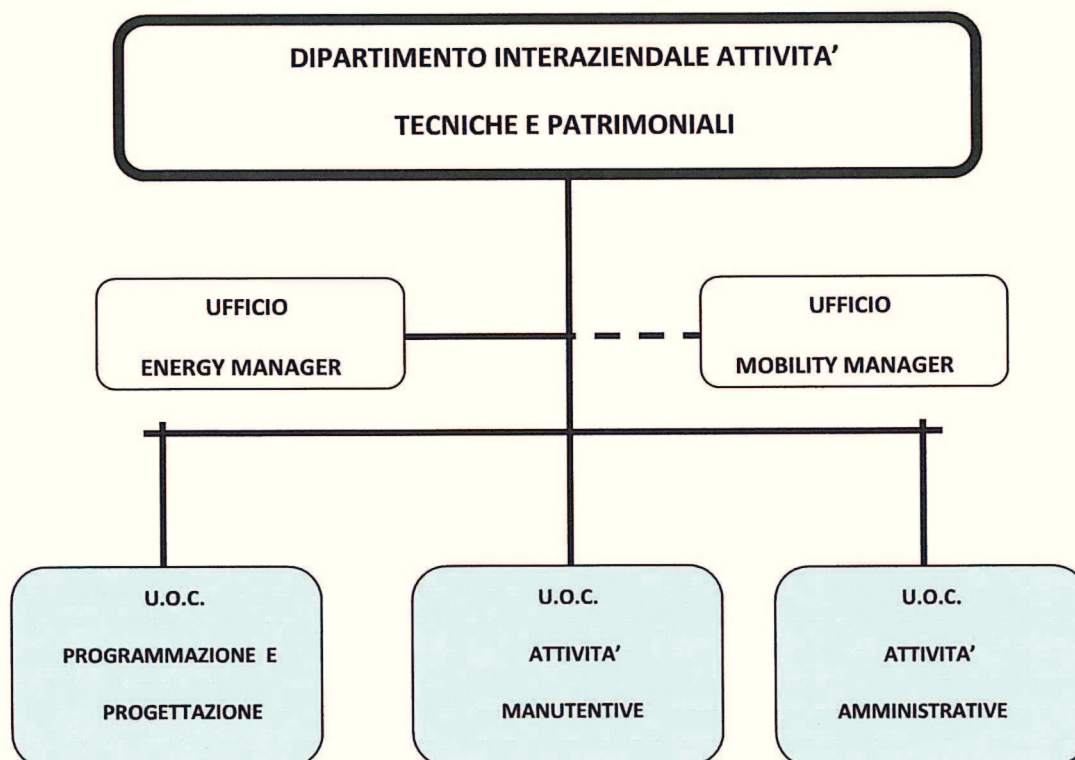 DIPARTIMENTO INTERAZIENDALE ATTIVITA’
TECNICHE E PATRIMONIALI
UFFICIO
ENERGY MANAGER
UFFICIO
MOBILITY MANAGER
U.O.C.
PROGRAMMAZIONE E
PROGETTAZIONE
U.O.C.
ATTIVITA’
MANUTENTIVE
U.O.C.
ATTIVITA’
AMMINISTRATIVE